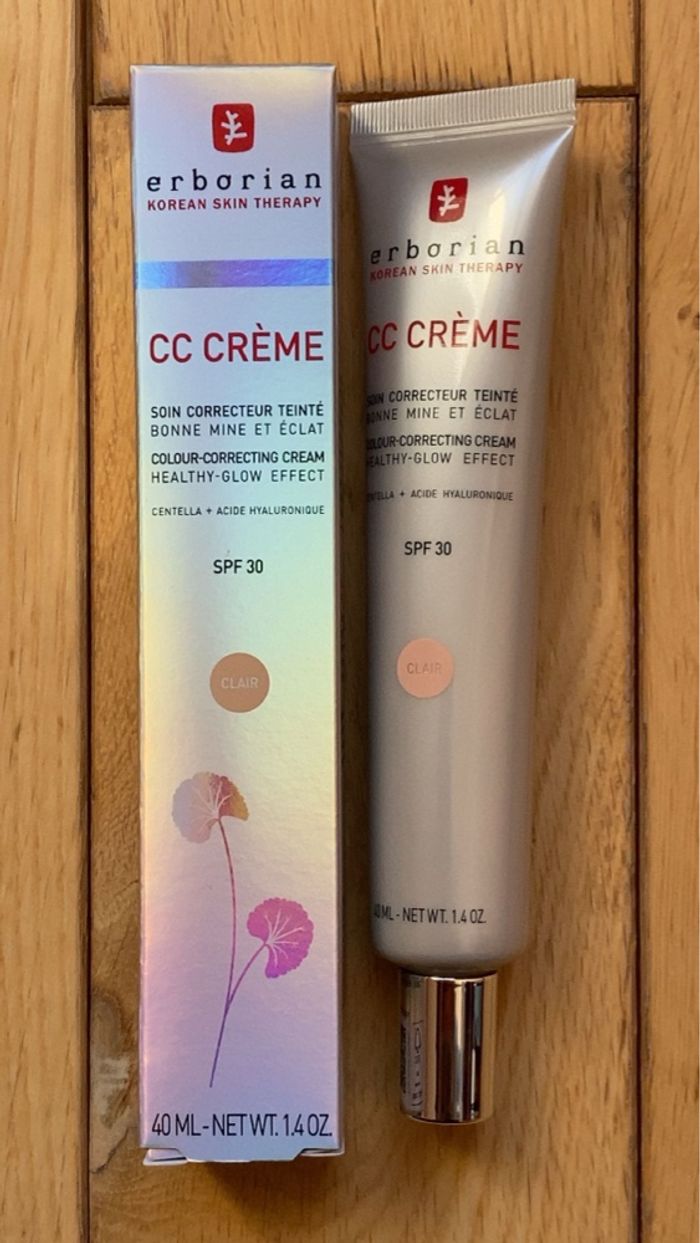 erborian
KOREAN SKIN THERAPY
CC CRÈME
SOIN CORRECTEUR TEINTÉ
BONNE MINE ET ÉCLAT
COLOUR-CORRECTING CREAM
HEALTHY-GLOW EFFECT
CENTELLA + ACIDE HYALURONIQUE
SPF 30
CLAIR
40 ML - NET WT. 1.4 OZ.
erborian
KOREAN SKIN THERAPY
CC CRÈME
SOIN CORRECTEUR TEINTÉ
BONNE MINE ET ÉCLAT
COLOUR-CORRECTING CREAM
HEALTHY-GLOW EFFECT
CENTELLA + ACIDE HYALURONIQUE
SPF 30
CLAIR
40 ML - NET WT. 1.4 OZ.